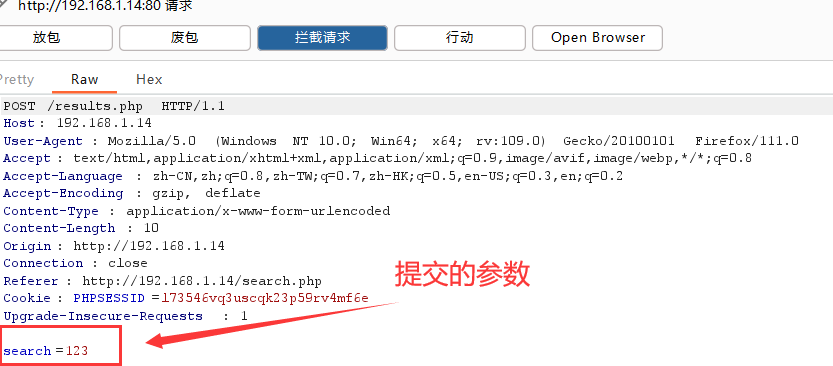 http://192.168.1.14:80 请求
放包 废包 拦截请求 行动 Open Browser
Pretty Raw Hex
POST /results.php HTTP/1.1
Host: 192.168.1.14
User-Agent: Mozilla/5.0 (Windows NT 10.0; Win64; x64; rv:109.0) Gecko/20100101 Firefox/111.0
Accept: text/html,application/xhtml+xml,application/xml;q=0.9,image/avif,image/webp,*/*;q=0.8
Accept-Language: zh-CN,zh;q=0.8,zh-TW;q=0.7,zh-HK;q=0.5,en-US;q=0.3,en;q=0.2
Accept-Encoding: gzip, deflate
Content-Type: application/x-www-form-urlencoded
Content-Length: 10
Origin: http://192.168.1.14
Connection: close
Referer: http://192.168.1.14/search.php
Cookie: PHPSESSID=l73546vq3uscqk23p59rv4mf6e
Upgrade-Insecure-Requests: 1
提交的参数
search=123